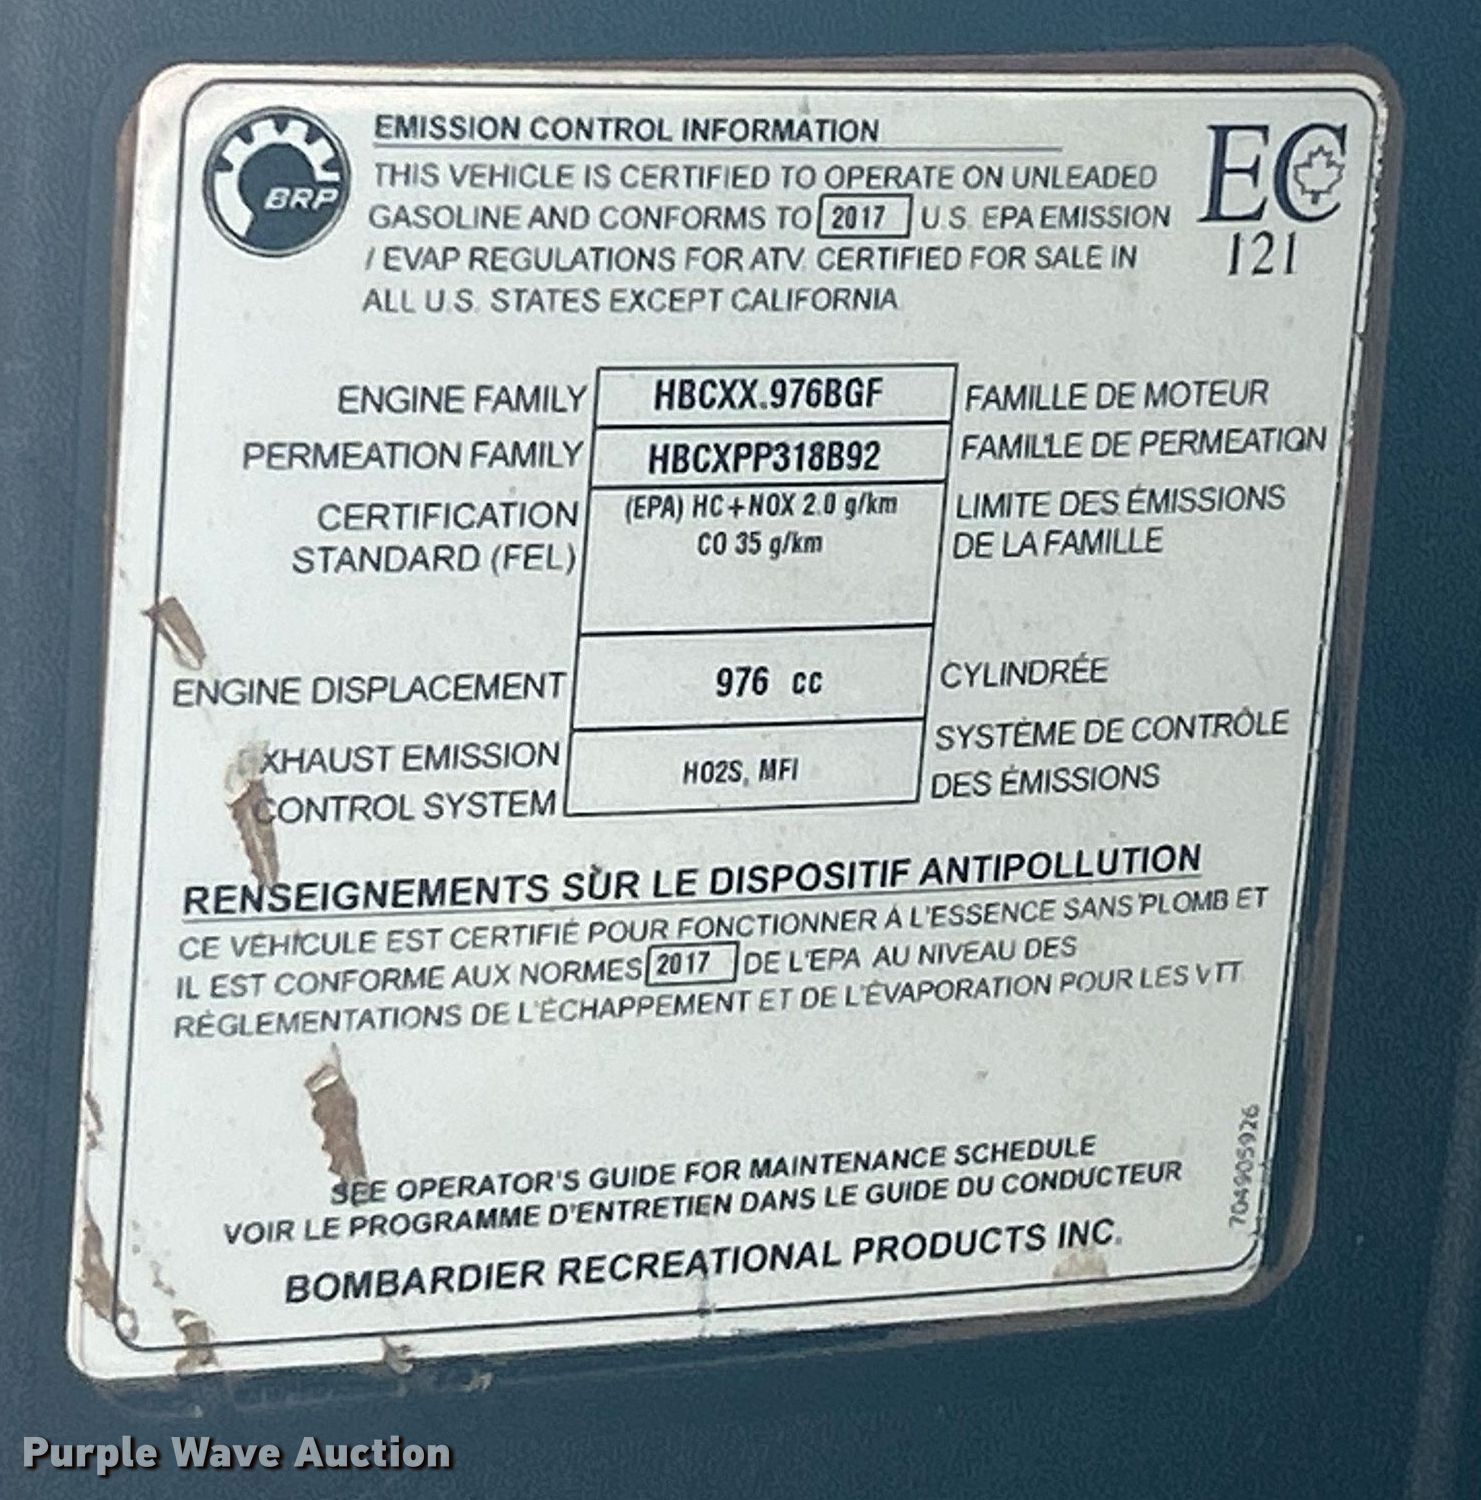 BRP
EMISSION CONTROL INFORMATION
THIS VEHICLE IS CERTIFIED TO OPERATE ON UNLEADED
GASOLINE AND CONFORMS TO 2017 U.S. EPA EMISSION
/ EVAP REGULATIONS FOR ATV. CERTIFIED FOR SALE IN
ALL U.S. STATES EXCEPT CALIFORNIA
EC
121
ENGINE FAMILY HBCXX.976BGF FAMILLE DE MOTEUR
PERMEATION FAMILY HBCXPP318B92 FAMILLE DE PERMEATION
CERTIFICATION (EPA) HC+NOX 2.0 g/km LIMITE DES ÉMISSIONS
STANDARD (FEL) CO 35 g/km DE LA FAMILLE
ENGINE DISPLACEMENT 976 cc CYLINDRÉE
XHAUST EMISSION HO2S, MFI SYSTÈME DE CONTRÔLE
CONTROL SYSTEM DES ÉMISSIONS
RENSEIGNEMENTS SUR LE DISPOSITIF ANTIPOLLUTION
CE VÉHICULE EST CERTIFIÉ POUR FONCTIONNER À L'ESSENCE SANS PLOMB ET
IL EST CONFORME AUX NORMES 2017 DE L'EPA AU NIVEAU DES
RÉGLEMENTATIONS DE L'ÉCHAPPEMENT ET DE L'ÉVAPORATION POUR LES VTT
SEE OPERATOR'S GUIDE FOR MAINTENANCE SCHEDULE
VOIR LE PROGRAMME D'ENTRETIEN DANS LE GUIDE DU CONDUCTEUR
BOMBARDIER RECREATIONAL PRODUCTS INC.
704905926
Purple Wave Auction